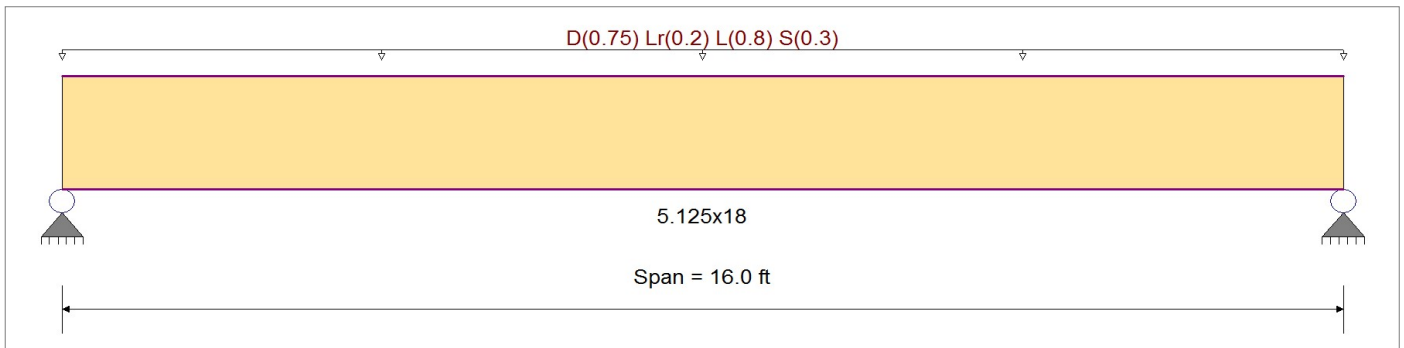 D(0.75) Lr(0.2) L(0.8) S(0.3)
5.125x18
Span = 16.0 ft